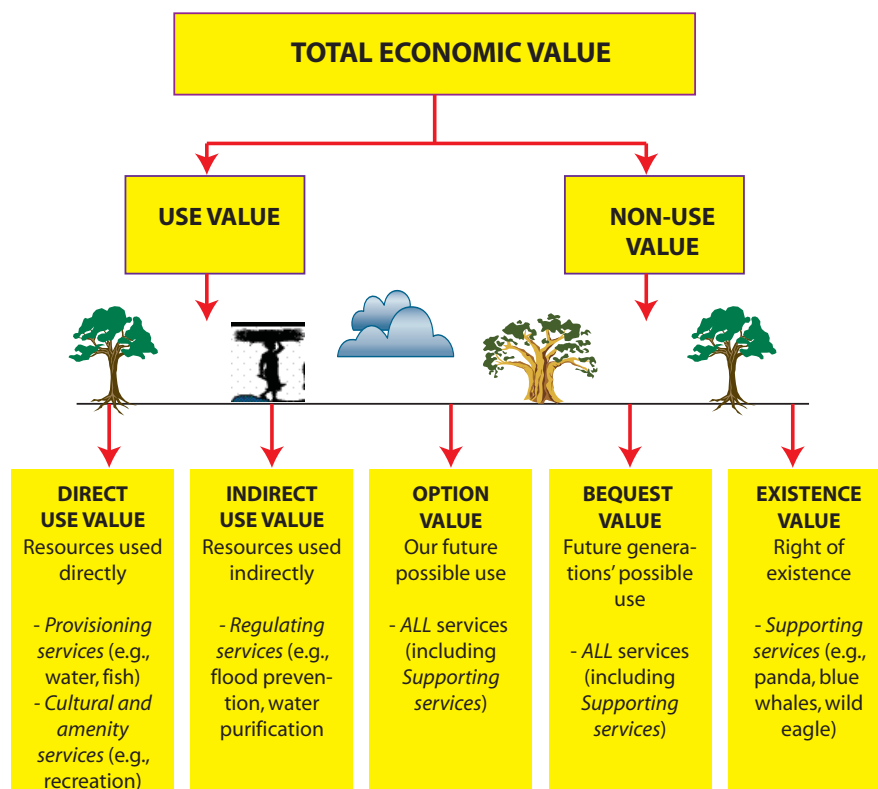 TOTAL ECONOMIC VALUE
USE VALUE
NON-USE
VALUE
DIRECT
USE VALUE
Resources used
directly
- Provisioning
services (e.g.,
water, fish)
- Cultural and
amenity
services (e.g.,
recreation)
INDIRECT
USE VALUE
Resources used
indirectly
- Regulating
services (e.g.,
flood preven-
tion, water
purification
OPTION
VALUE
Our future
possible use
- ALL services
(including
Supporting
services)
BEQUEST
VALUE
Future genera-
tions' possible
use
- ALL services
(including
Supporting
services)
EXISTENCE
VALUE
Right of
existence
- Supporting
services (e.g.,
panda, blue
whales, wild
eagle)